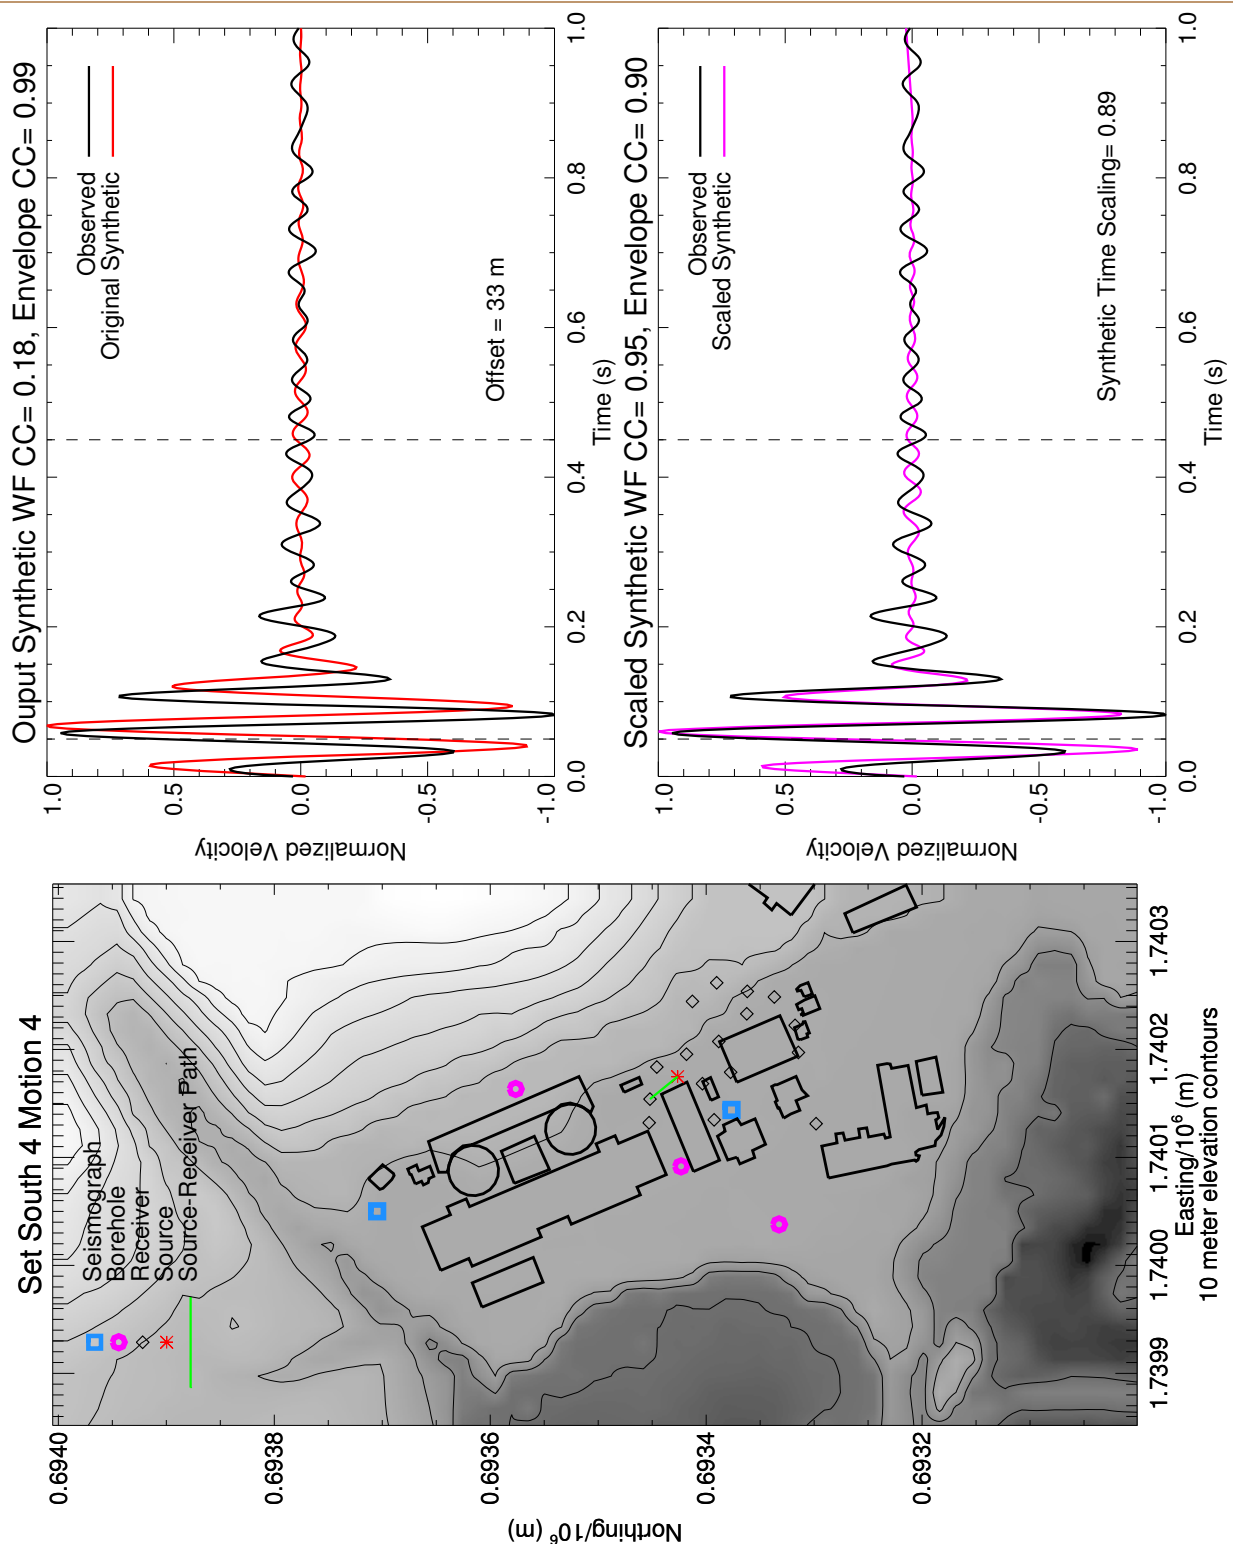 Set South 4 Motion 4
Seismograph
Borehole
Receiver
Source
Source-Receiver Path
0.6940
0.6938
0.6936
0.6934
0.6932
Northing/10⁶ (m)
1.7399
1.7400
1.7401
1.7402
1.7403
Easting/10⁶ (m)
10 meter elevation contours
Ouput Synthetic WF CC= 0.18, Envelope CC= 0.99
Observed
Original Synthetic
Offset = 33 m
1.0
0.5
0.0
-0.5
-1.0
Normalized Velocity
0.0
0.2
0.4
0.6
0.8
1.0
Time (s)
Scaled Synthetic WF CC= 0.95, Envelope CC= 0.90
Observed
Scaled Synthetic
Synthetic Time Scaling= 0.89
1.0
0.5
0.0
-0.5
-1.0
Normalized Velocity
0.0
0.2
0.4
0.6
0.8
1.0
Time (s)